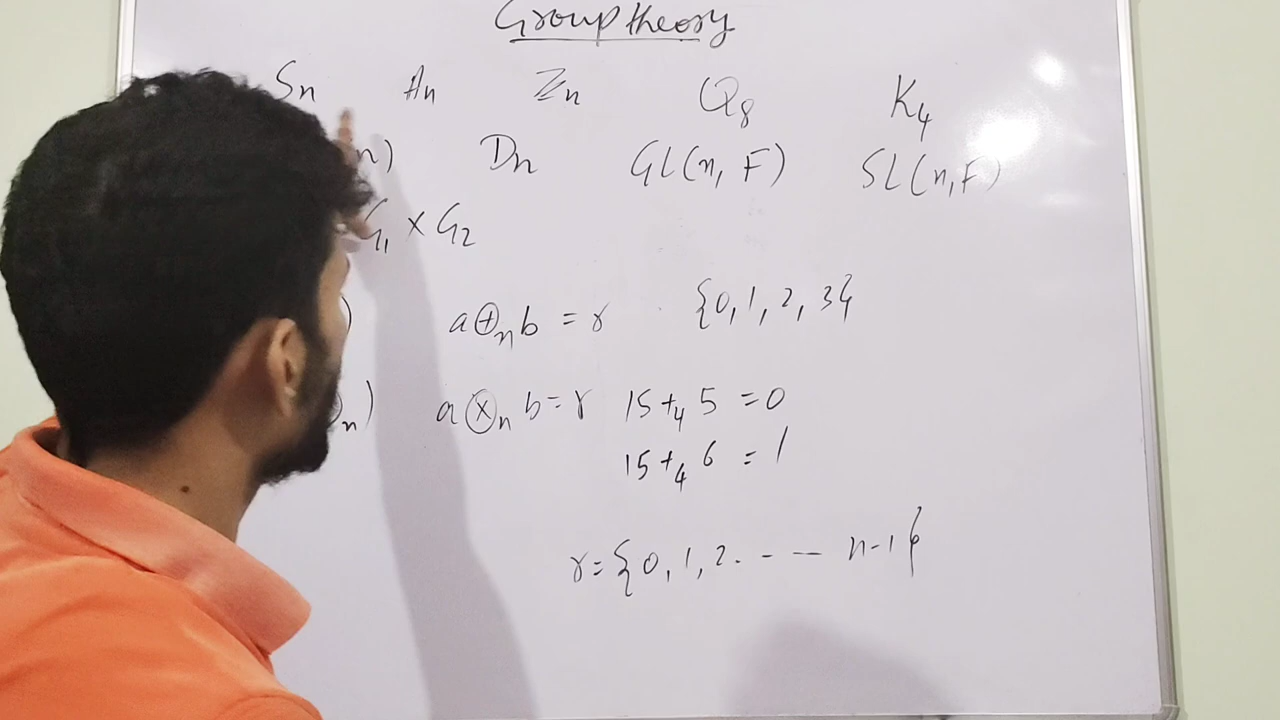 Group theory
Sn An Zn Q8 K4
n) Dn GL(n, F) SL(n, F)
G1 × G2
) a ⊕n b = r {0, 1, 2, 3}
n) a ⊗n b = r 15 +4 5 = 0
15 +4 6 = 1
r = {0, 1, 2. - -- n-1}